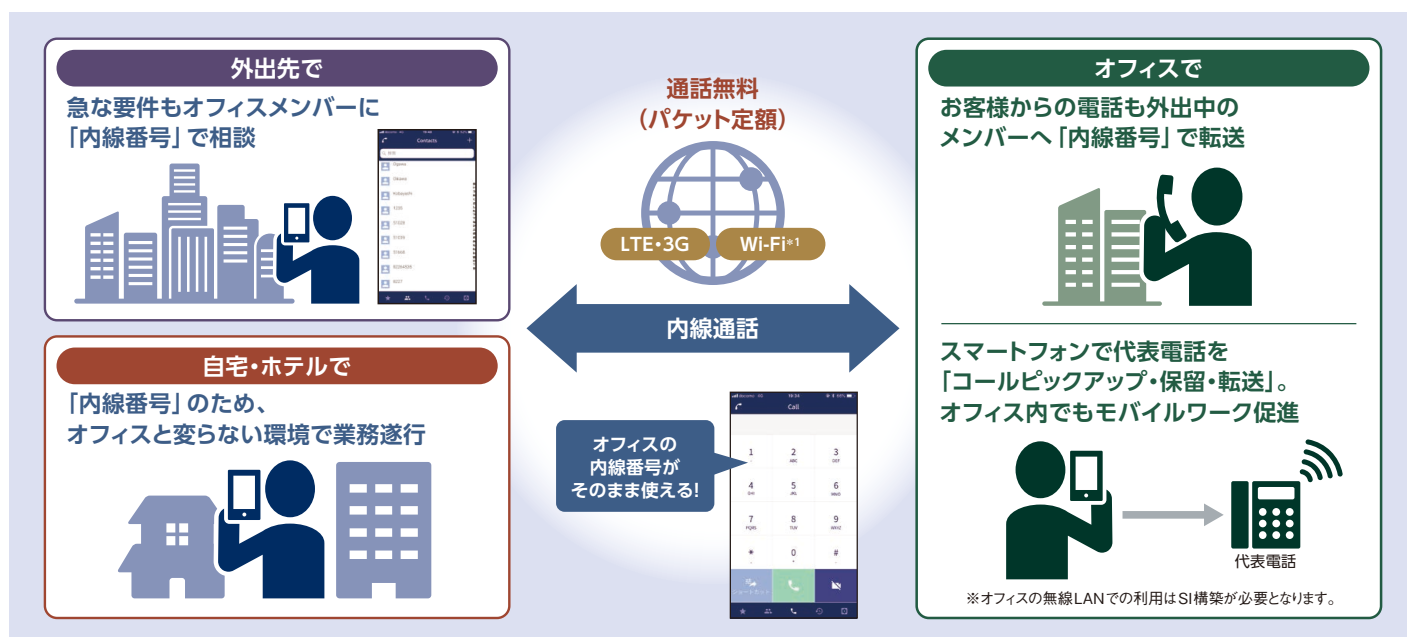 外出先で
急な要件もオフィスメンバーに
「内線番号」で相談
Contacts
自宅・ホテルで
「内線番号」のため、
オフィスと変らない環境で業務遂行
通話無料
（パケット定額）
LTE・3G
Wi-Fi*1
内線通話
オフィスの
内線番号が
そのまま使える!
Call
1
2
ABC
3
DEF
4
GHI
5
JKL
6
MNO
7
PQRS
8
TUV
9
WXYZ
*
0
#
オフィスで
お客様からの電話も外出中の
メンバーへ「内線番号」で転送
スマートフォンで代表電話を
「コールピックアップ・保留・転送」。
オフィス内でもモバイルワーク促進
代表電話
※オフィスの無線LANでの利用はSI構築が必要となります。